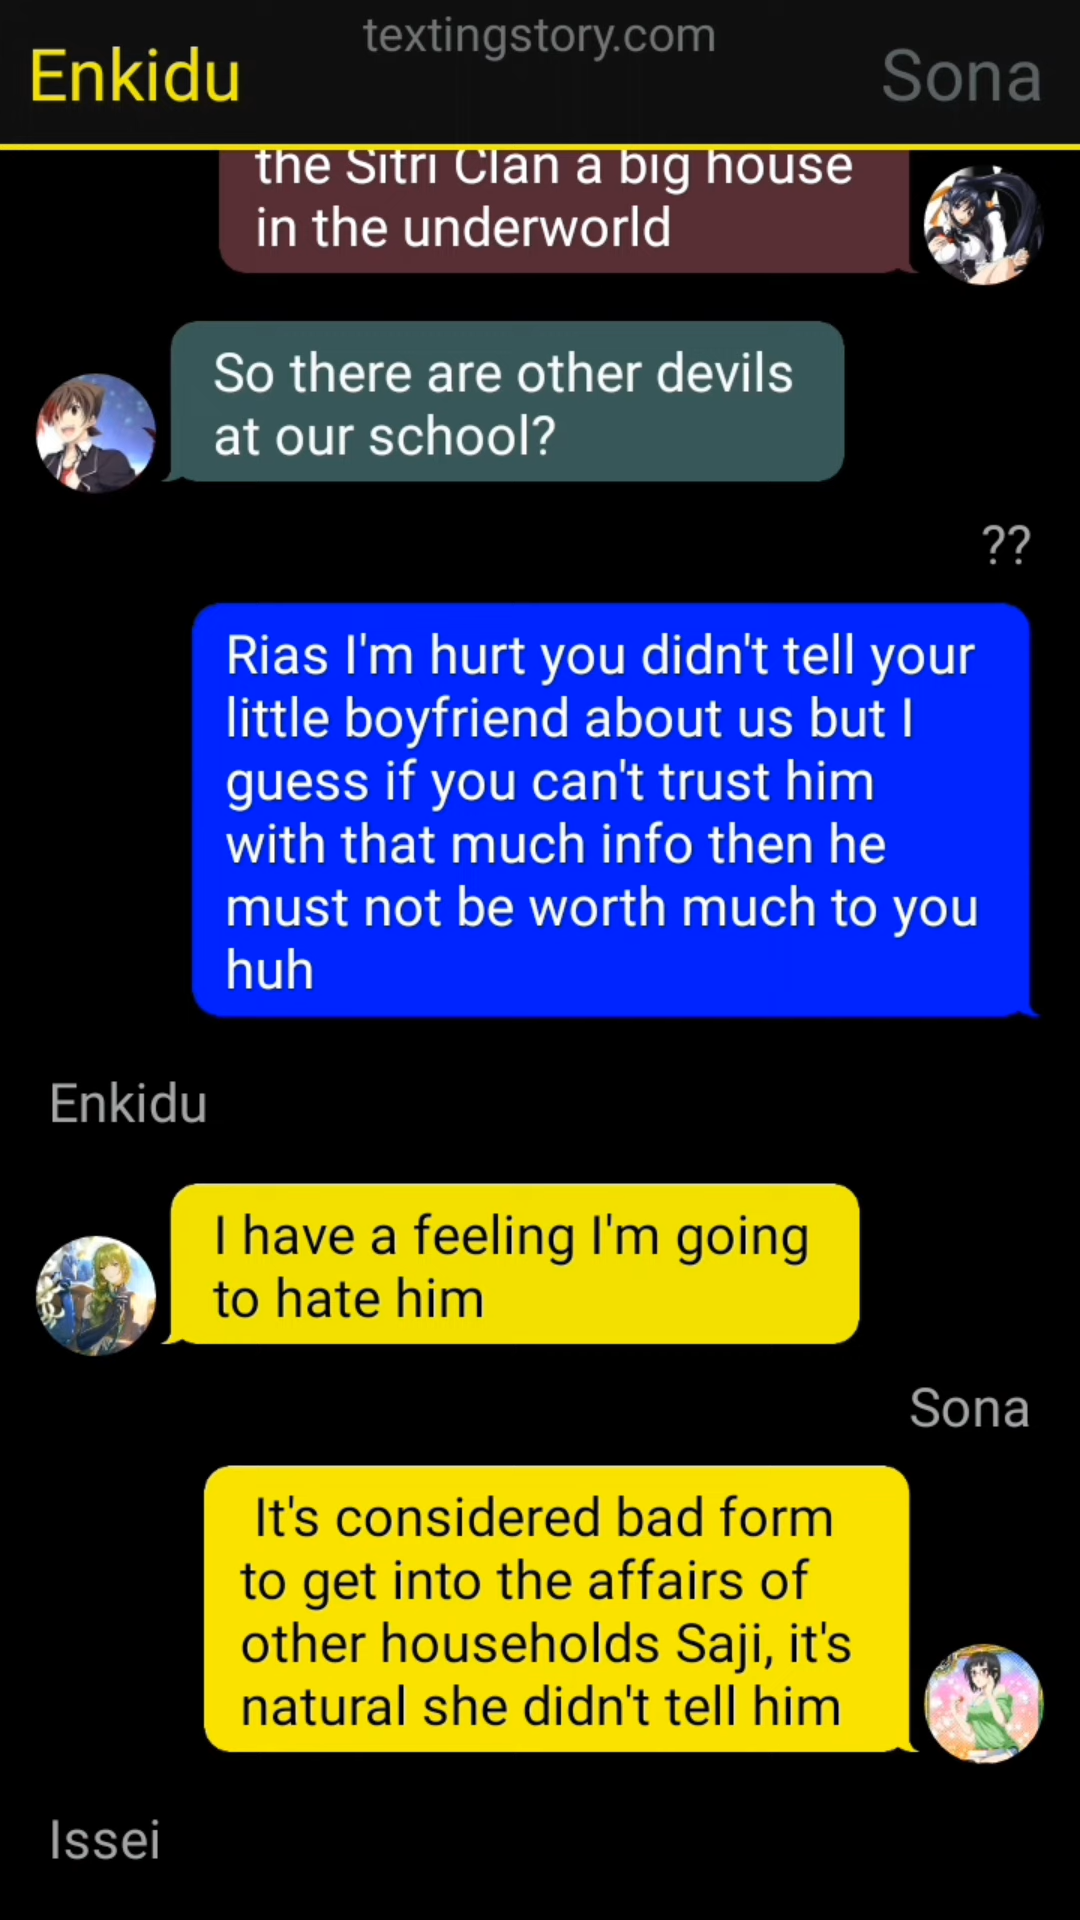 textingstory.com
Enkidu
Sona
the Sitri Clan a big house
in the underworld
So there are other devils
at our school?
??
Rias I'm hurt you didn't tell your
little boyfriend about us but I
guess if you can't trust him
with that much info then he
must not be worth much to you
huh
Enkidu
I have a feeling I'm going
to hate him
Sona
It's considered bad form
to get into the affairs of
other households Saji, it's
natural she didn't tell him
Issei